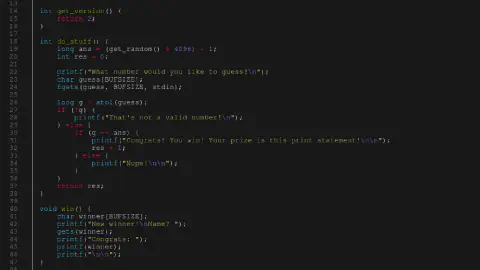 13
14 int get_version() {
15 return 2;
16 }
17
18 int do_stuff() {
19 long ans = (get_random() % 4096) + 1;
20 int res = 0;
21
22 printf("What number would you like to guess?\n");
23 char guess[BUFSIZE];
24 fgets(guess, BUFSIZE, stdin);
25
26 long g = atol(guess);
27 if (!g) {
28 printf("That's not a valid number!\n");
29 } else {
30 if (g == ans) {
31 printf("Congrats! You win! Your prize is this print statement!\n\n");
32 res = 1;
33 } else {
34 printf("Nope!\n\n");
35 }
36 }
37 return res;
38 }
39
40 void win() {
41 char winner[BUFSIZE];
42 printf("New winner!\nName? ");
43 gets(winner);
44 printf("Congrats: ");
45 printf(winner);
46 printf("\n\n");
47 }